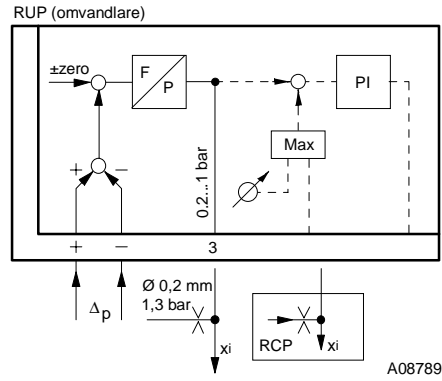 RUP (omvandlare)
±zero
F
P
PI
Max
+ −
0.2...1 bar
+ − 3
Δp
Ø 0,2 mm
1,3 bar
xi
RCP xi
A08789